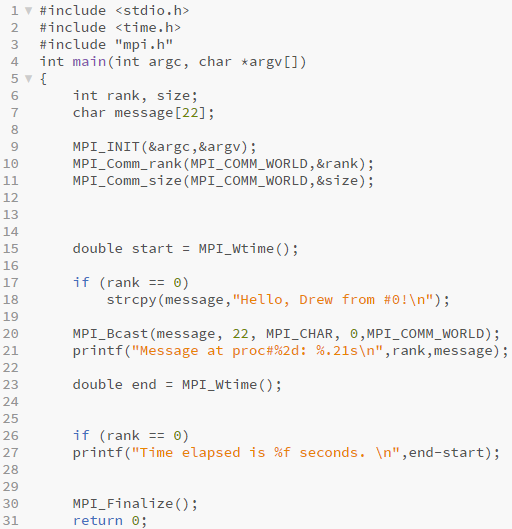 1 #include <stdio.h>
2 #include <time.h>
3 #include "mpi.h"
4 int main(int argc, char *argv[])
5 {
6     int rank, size;
7     char message[22];
8
9     MPI_INIT(&argc,&argv);
10     MPI_Comm_rank(MPI_COMM_WORLD,&rank);
11     MPI_Comm_size(MPI_COMM_WORLD,&size);
12
13
14
15     double start = MPI_Wtime();
16
17     if (rank == 0)
18         strcpy(message,"Hello, Drew from #0!\n");
19
20     MPI_Bcast(message, 22, MPI_CHAR, 0,MPI_COMM_WORLD);
21     printf("Message at proc#%2d: %.21s\n",rank,message);
22
23     double end = MPI_Wtime();
24
25
26     if (rank == 0)
27     printf("Time elapsed is %f seconds. \n",end-start);
28
29
30     MPI_Finalize();
31     return 0;